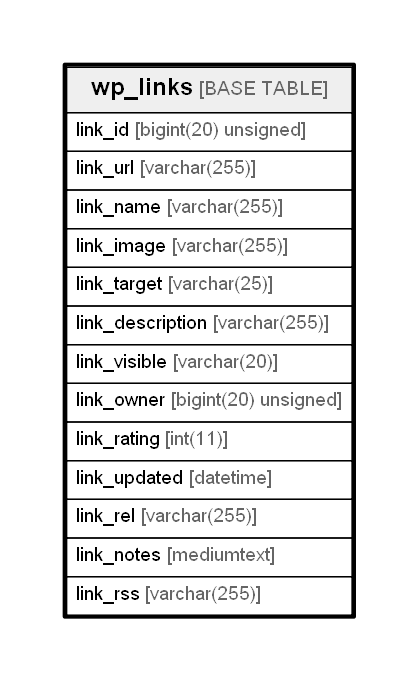 wp_links [BASE TABLE]
link_id [bigint(20) unsigned]
link_url [varchar(255)]
link_name [varchar(255)]
link_image [varchar(255)]
link_target [varchar(25)]
link_description [varchar(255)]
link_visible [varchar(20)]
link_owner [bigint(20) unsigned]
link_rating [int(11)]
link_updated [datetime]
link_rel [varchar(255)]
link_notes [mediumtext]
link_rss [varchar(255)]